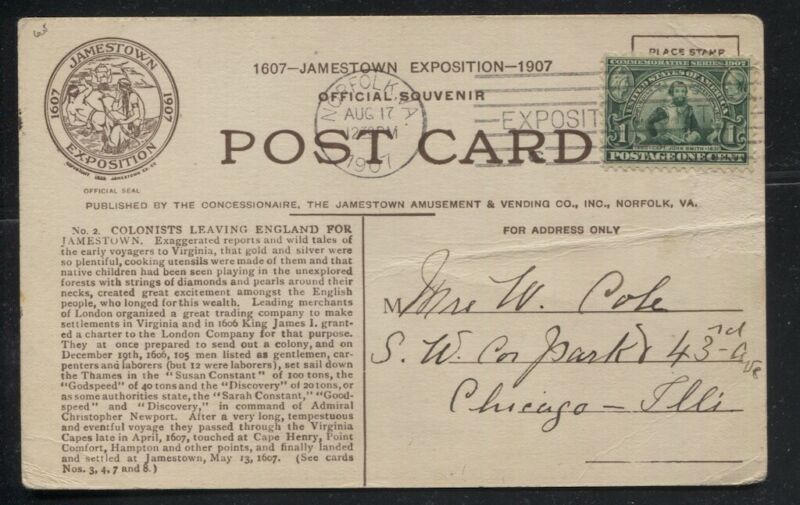 JAMESTOWN
1607 1907
EXPOSITION
OFFICIAL SEAL
1607—JAMESTOWN EXPOSITION—1907
OFFICIAL SOUVENIR
POST CARD
PLACE STAMP
NORFOLK, VA.
AUG 17
1907
EXPOSIT
COMMEMORATIVE SERIES 1907
UNITED STATES OF AMERICA
1 1
POSTAGE ONE CENT
PUBLISHED BY THE CONCESSIONAIRE, THE JAMESTOWN AMUSEMENT & VENDING CO., INC., NORFOLK, VA.
No. 2. COLONISTS LEAVING ENGLAND FOR
JAMESTOWN. Exaggerated reports and wild tales of
the early voyagers to Virginia, that gold and silver were
so plentiful, cooking utensils were made of them and that
native children had been seen playing in the unexplored
forests with strings of diamonds and pearls around their
necks, created great excitement amongst the English
people, who longed for this wealth. Leading merchants
of London organized a great trading company to make
settlements in Virginia and in 1606 King James I. grant-
ed a charter to the London Company for that purpose.
They at once prepared to send out a colony, and on
December 19th, 1606, 105 men listed as gentlemen, car-
penters and laborers (but 12 were laborers), set sail down
the Thames in the "Susan Constant" of 100 tons, the
"Godspeed" of 40 tons and the "Discovery" of 20 tons, or
as some authorities state, the "Sarah Constant," "Good-
speed" and "Discovery," in command of Admiral
Christopher Newport. After a very long, tempestuous
and eventful voyage they passed through the Virginia
Capes late in April, 1607, touched at Cape Henry, Point
Comfort, Hampton and other points, and finally landed
and settled at Jamestown, May 13, 1607. (See cards
Nos. 3, 4, 7 and 8.)
FOR ADDRESS ONLY
M Mrs W. Cole
S. W. Cor Park & 43rd Ave
Chicago - Ills